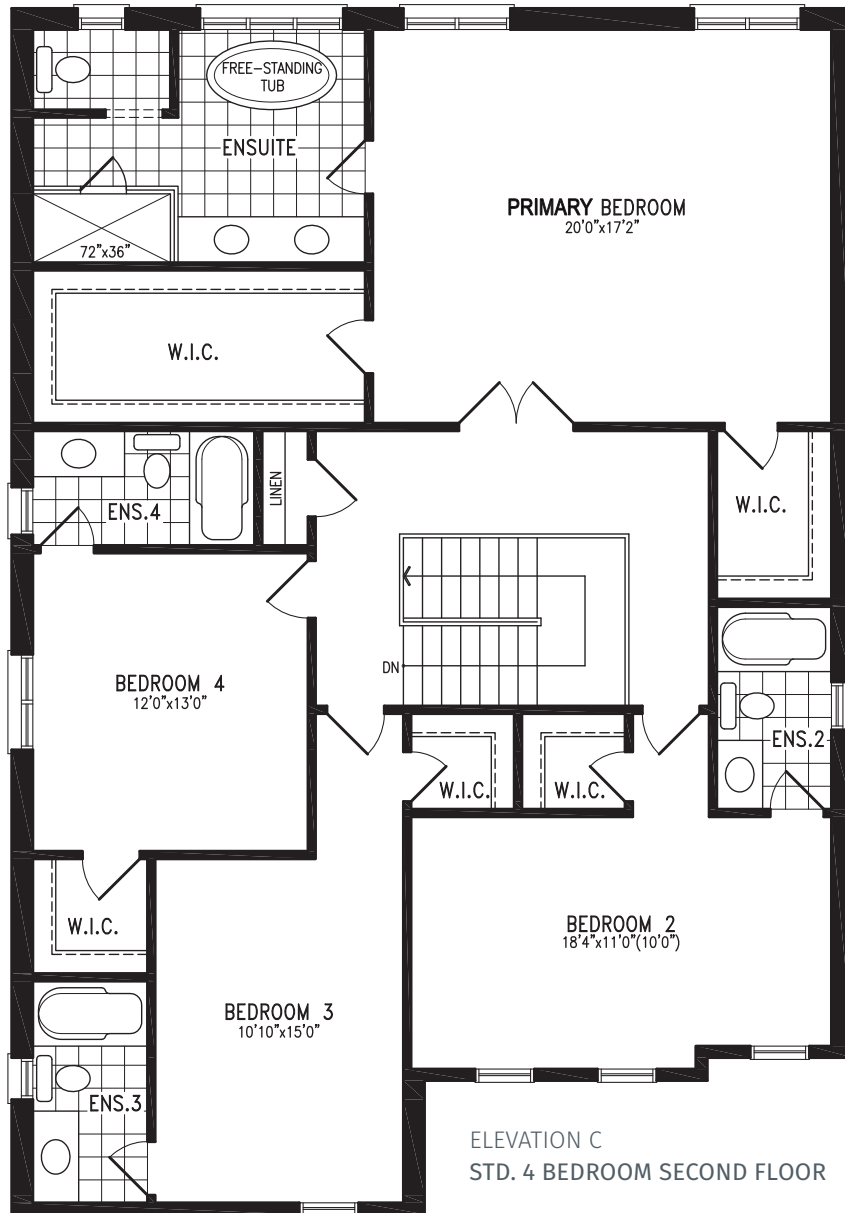 FREE-STANDING
TUB
ENSUITE
PRIMARY BEDROOM
20'0"x17'2"
72"x36"
W.I.C.
LINEN
ENS.4
W.I.C.
DN
BEDROOM 4
12'0"x13'0"
ENS.2
W.I.C.
W.I.C.
W.I.C.
BEDROOM 2
18'4"x11'0"(10'0")
BEDROOM 3
10'10"x15'0"
ENS.3
ELEVATION C
STD. 4 BEDROOM SECOND FLOOR